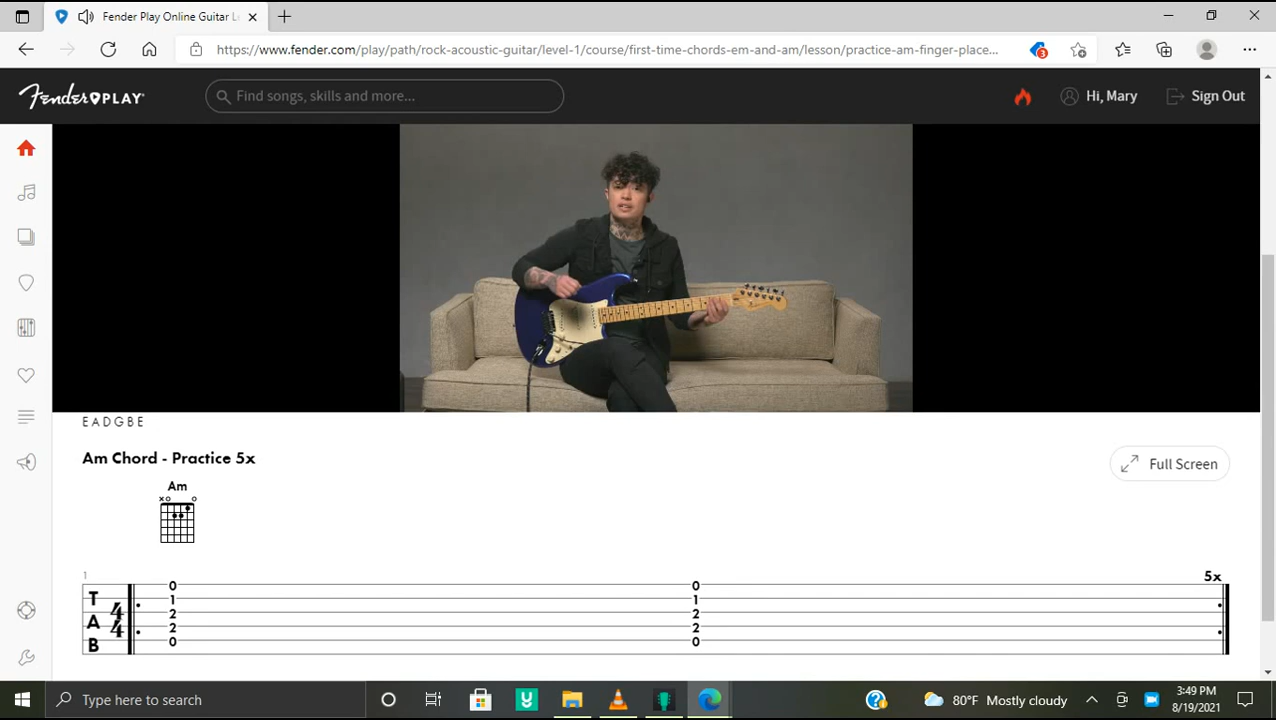 Fender Play Online Guitar L
https://www.fender.com/play/path/rock-acoustic-guitar/level-1/course/first-time-chords-em-and-am/lesson/practice-am-finger-place...
3
Fender PLAY
Find songs, skills and more...
Hi, Mary
Sign Out
E A D G B E
Am Chord - Practice 5x
Full Screen
Am
x o o
1
5x
T A B
4 4
0 0
1 1
2 2
2 2
0 0
Type here to search
80°F Mostly cloudy
3:49 PM
8/19/2021